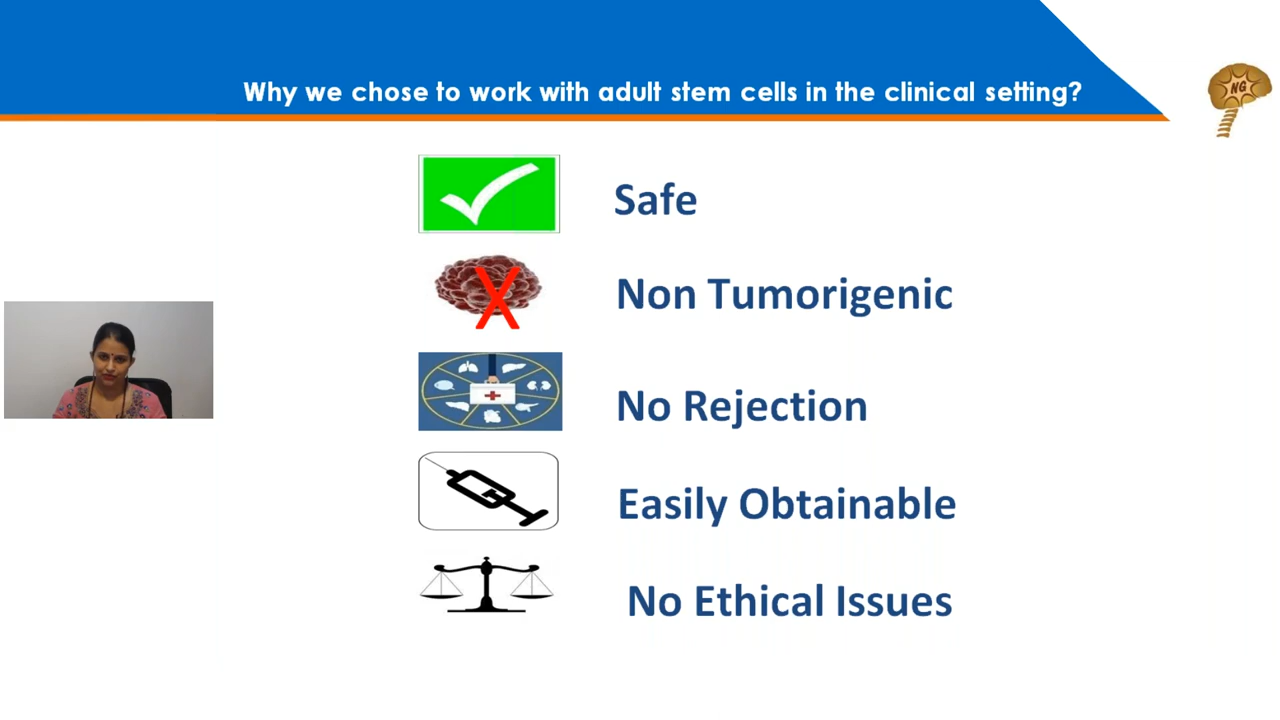 Why we chose to work with adult stem cells in the clinical setting?
NG
Safe
X
Non Tumorigenic
No Rejection
Easily Obtainable
No Ethical Issues